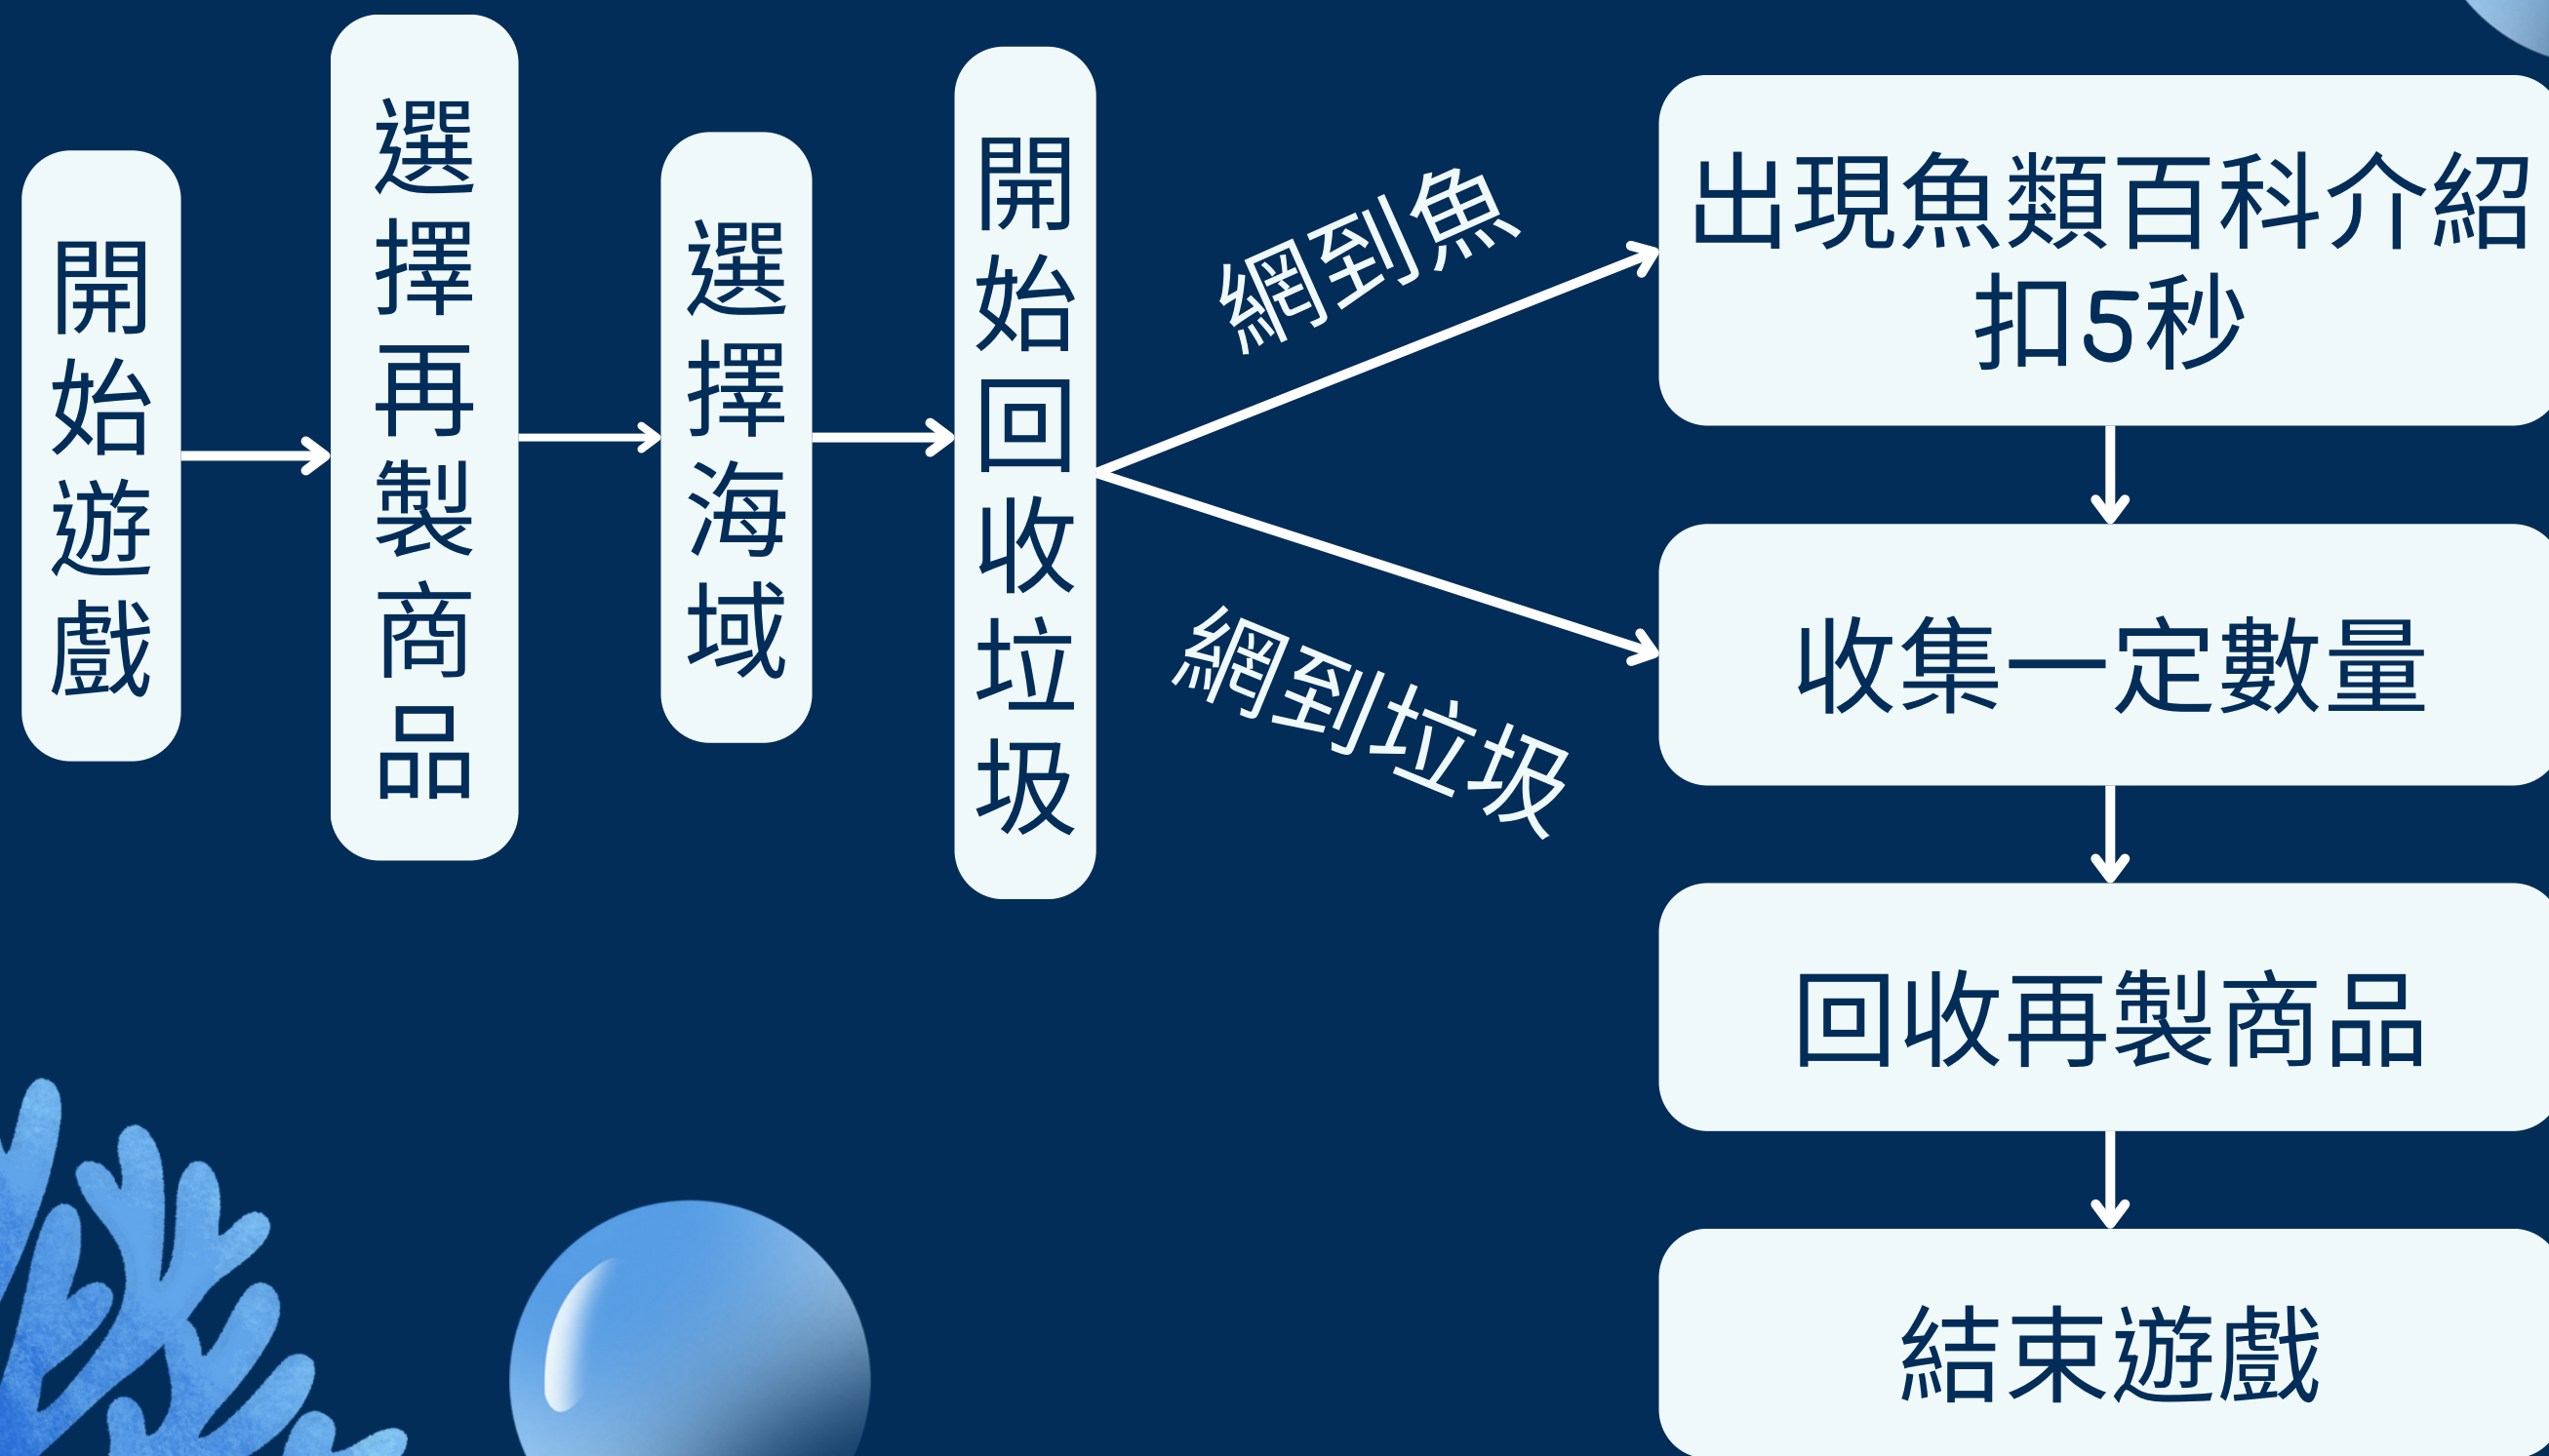 開始遊戲
選擇再製商品
選擇海域
開始回收垃圾
網到魚
網到垃圾
出現魚類百科介紹
扣5秒
收集一定數量
回收再製商品
結束遊戲